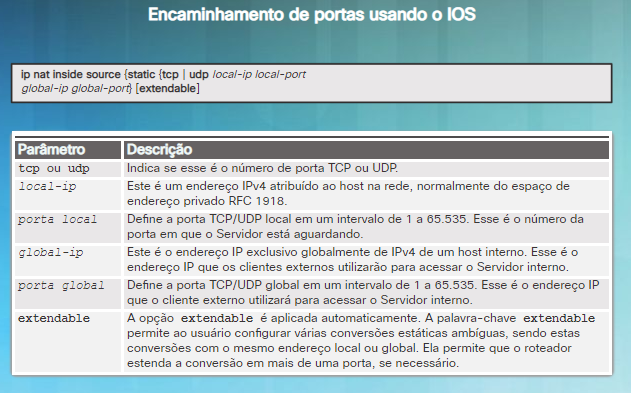 Encaminhamento de portas usando o IOS
ip nat inside source {static {tcp | udp local-ip local-port
global-ip global-port} [extendable]
Parâmetro Descrição
tcp ou udp Indica se esse é o número de porta TCP ou UDP.
local-ip Este é um endereço IPv4 atribuído ao host na rede, normalmente do espaço de
endereço privado RFC 1918.
porta local Define a porta TCP/UDP local em um intervalo de 1 a 65.535. Esse é o número da
porta em que o Servidor está aguardando.
global-ip Este é o endereço IP exclusivo globalmente de IPv4 de um host interno. Esse é o
endereço IP que os clientes externos utilizarão para acessar o Servidor interno.
porta global Define a porta TCP/UDP global em um intervalo de 1 a 65.535. Esse é o endereço IP
que o cliente externo utilizará para acessar o Servidor interno.
extendable A opção extendable é aplicada automaticamente. A palavra-chave extendable
permite ao usuário configurar várias conversões estáticas ambíguas, sendo estas
conversões com o mesmo endereço local ou global. Ela permite que o roteador
estenda a conversão em mais de uma porta, se necessário.